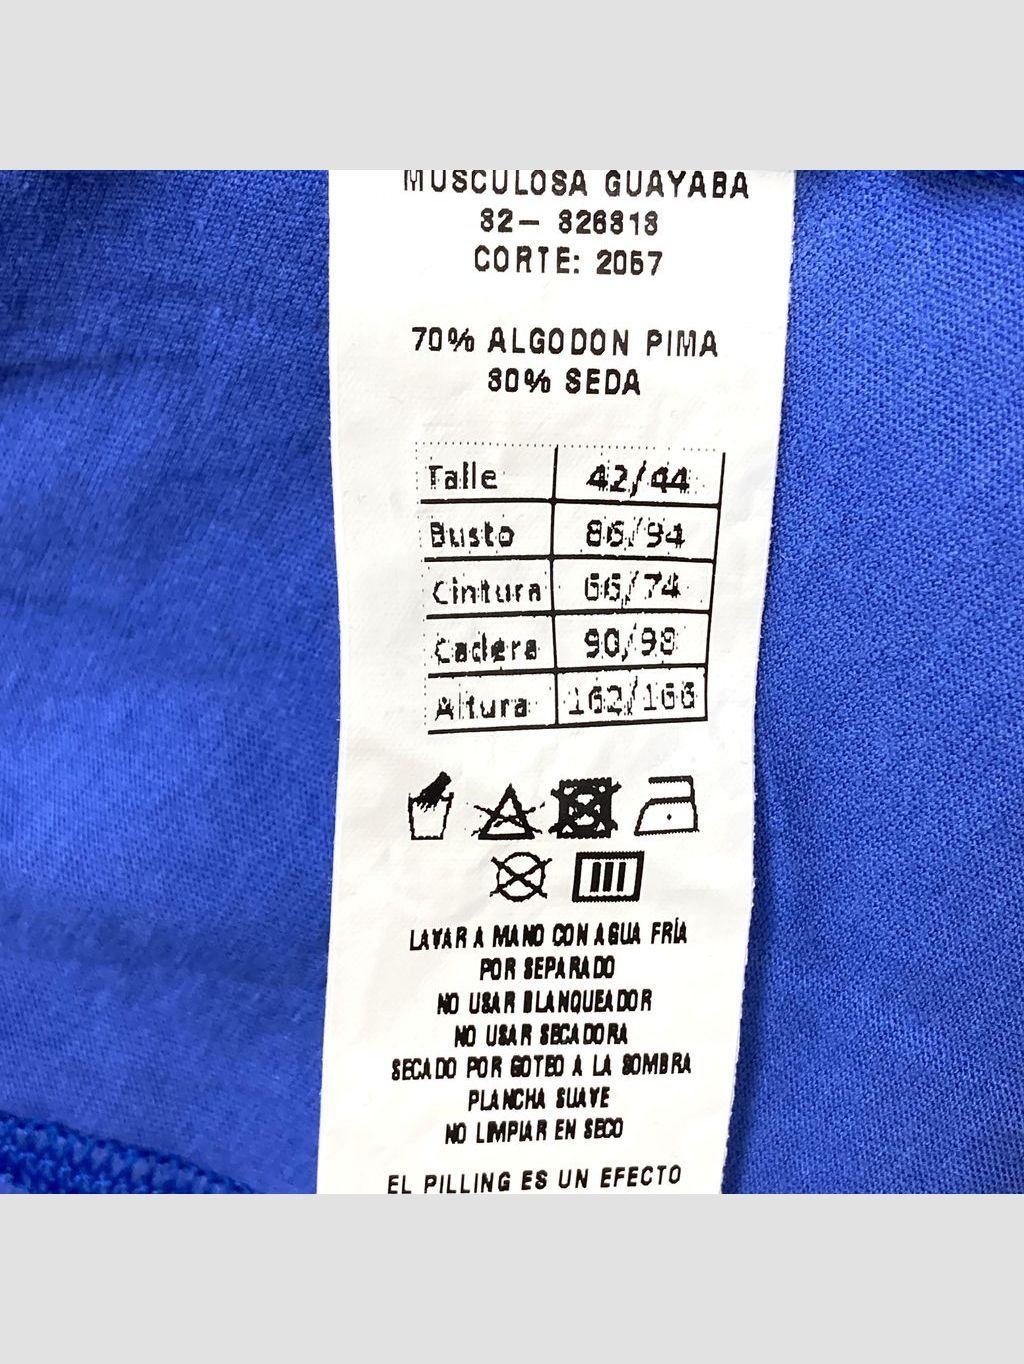 MUSCULOSA GUAYABA
32- 326313
CORTE: 2057
70% ALGODON PIMA
30% SEDA
Talle 42/44
Busto 86/94
Cintura 66/74
Cadera 90/98
Altura 162/166
LAVAR A MANO CON AGUA FRÍA
POR SEPARADO
NO USAR BLANQUEADOR
NO USAR SECADORA
SECADO POR GOTEO A LA SOMBRA
PLANCHA SUAVE
NO LIMPIAR EN SECO
EL PILLING ES UN EFECTO